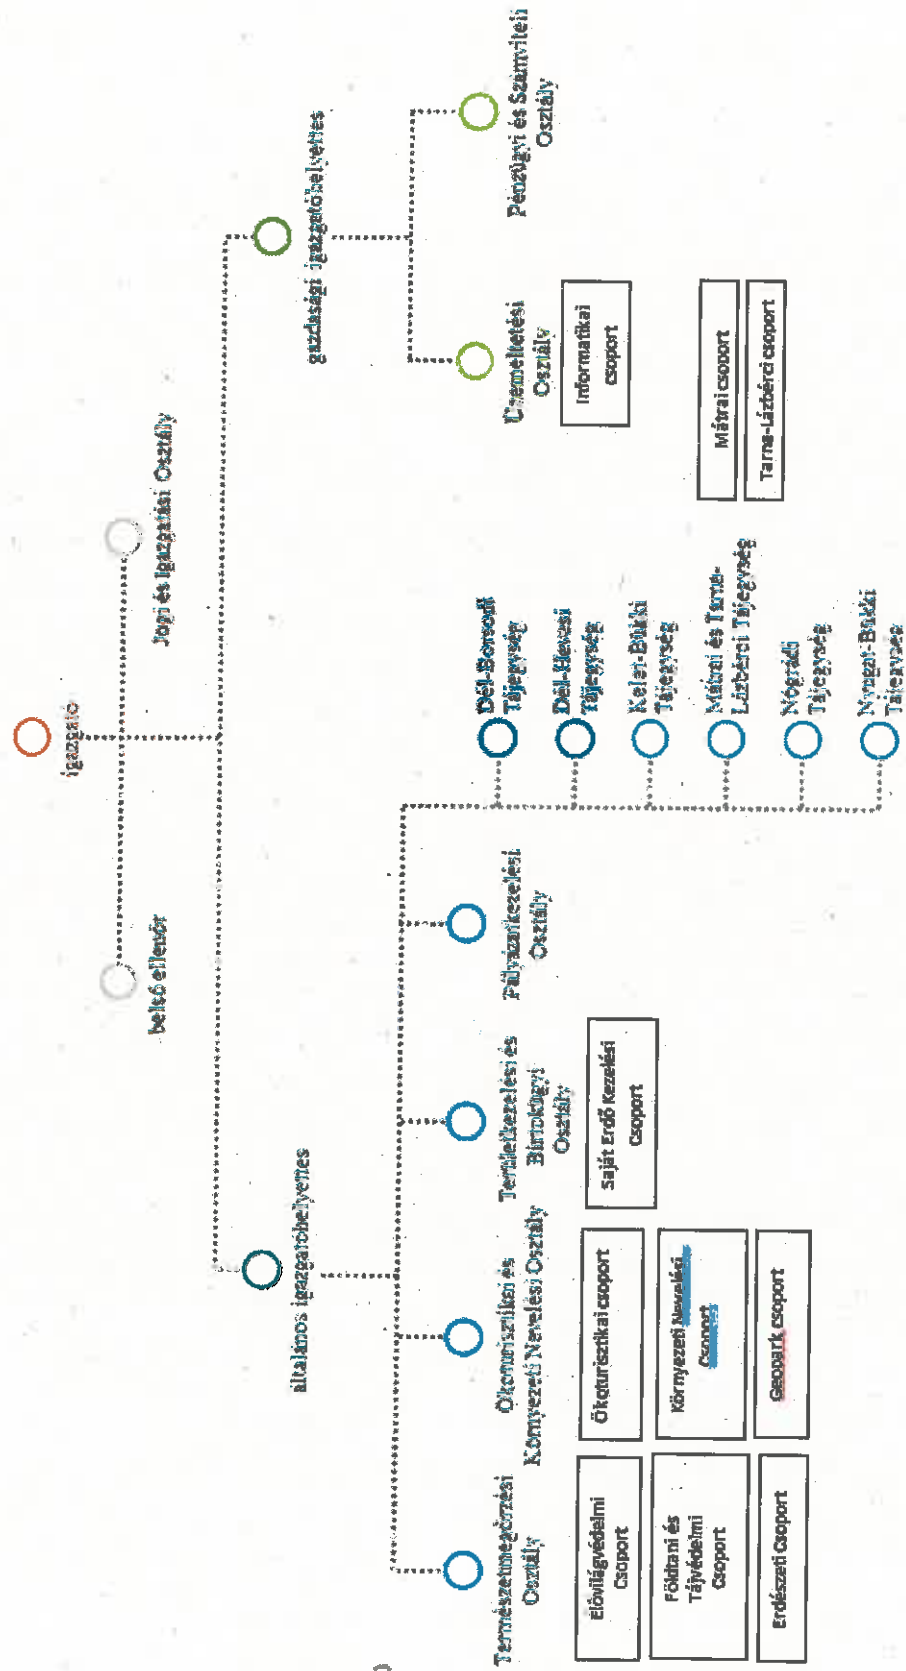 igazgató
belső ellenőr
Jogi és Igazgatási Osztály
általános igazgatóhelyettes
gazdasági igazgatóhelyettes
Természetmegőrzési
Osztály
Élővilágvédelmi
Csoport
Földtani és
Tájvédelmi
Csoport
Erdészeti Csoport
Ökoturisztikai és
Környezeti Nevelési Osztály
Ökoturisztikai csoport
Környezeti Nevelési
Csoport
Geopark csoport
Területkezelési és
Birtokügyi
Osztály
Saját Erdő Kezelési
Csoport
Pályázatkezelési
Osztály
Dél-Borsodi
Tájegység
Dél-Hevesi
Tájegység
Kelet-Bükki
Tájegység
Mátrai és Tarna-
Lázbérci Tájegység
Nógrádi
Tájegység
Nyugat-Bükki
Tájegység
Mátrai csoport
Tarna-Lázbérci csoport
Üzemeltetési
Osztály
Informatikai
csoport
Pénzügyi és Számviteli
Osztály